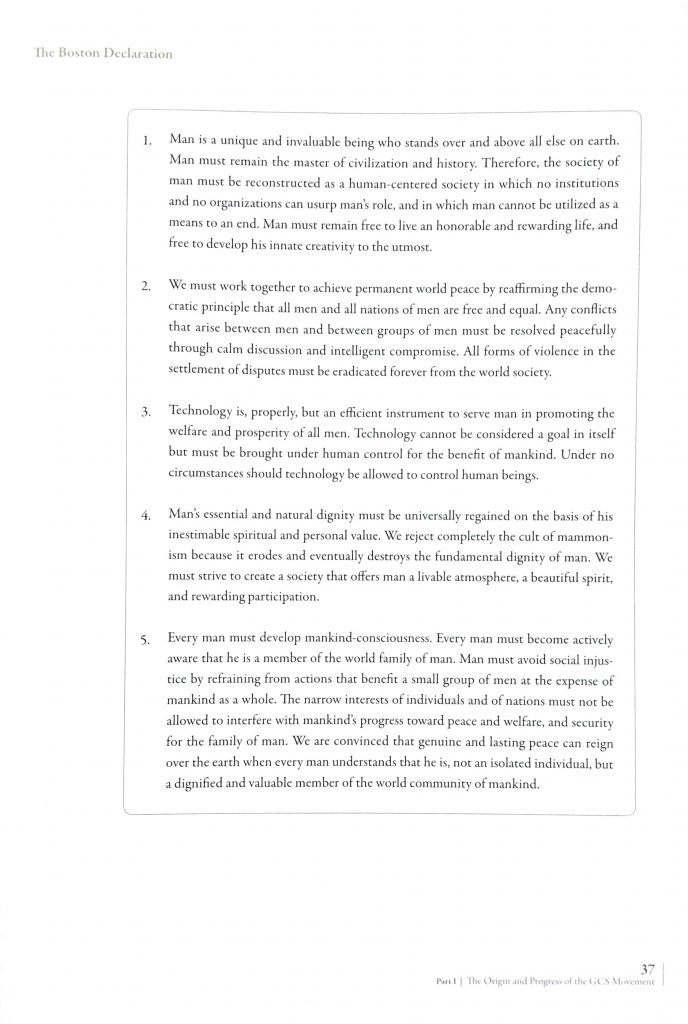 The Boston Declaration
1. Man is a unique and invaluable being who stands over and above all else on earth.
Man must remain the master of civilization and history. Therefore, the society of
man must be reconstructed as a human-centered society in which no institutions
and no organizations can usurp man's role, and in which man cannot be utilized as a
means to an end. Man must remain free to live an honorable and rewarding life, and
free to develop his innate creativity to the utmost.
2. We must work together to achieve permanent world peace by reaffirming the demo-
cratic principle that all men and all nations of men are free and equal. Any conflicts
that arise between men and between groups of men must be resolved peacefully
through calm discussion and intelligent compromise. All forms of violence in the
settlement of disputes must be eradicated forever from the world society.
3. Technology is, properly, but an efficient instrument to serve man in promoting the
welfare and prosperity of all men. Technology cannot be considered a goal in itself
but must be brought under human control for the benefit of mankind. Under no
circumstances should technology be allowed to control human beings.
4. Man's essential and natural dignity must be universally regained on the basis of his
inestimable spiritual and personal value. We reject completely the cult of mammon-
ism because it erodes and eventually destroys the fundamental dignity of man. We
must strive to create a society that offers man a livable atmosphere, a beautiful spirit,
and rewarding participation.
5. Every man must develop mankind-consciousness. Every man must become actively
aware that he is a member of the world family of man. Man must avoid social injus-
tice by refraining from actions that benefit a small group of men at the expense of
mankind as a whole. The narrow interests of individuals and of nations must not be
allowed to interfere with mankind's progress toward peace and welfare, and security
for the family of man. We are convinced that genuine and lasting peace can reign
over the earth when every man understands that he is, not an isolated individual, but
a dignified and valuable member of the world community of mankind.
37
Part I | The Origin and Progress of the GCS Movement